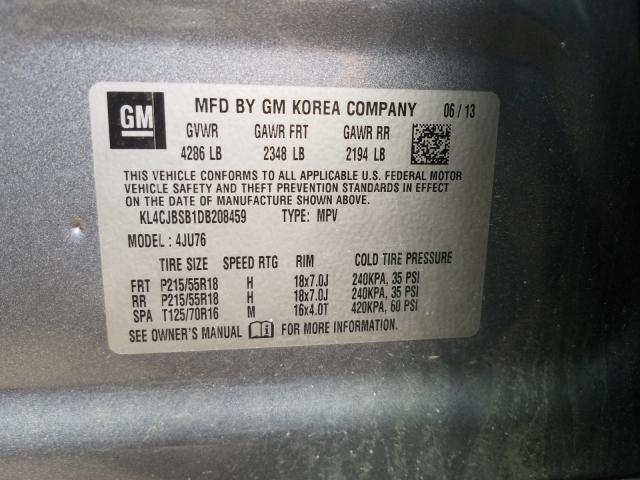 GM
MFD BY GM KOREA COMPANY 06/13
GVWR GAWR FRT GAWR RR
4286 LB 2348 LB 2194 LB
THIS VEHICLE CONFORMS TO ALL APPLICABLE U.S. FEDERAL MOTOR
VEHICLE SAFETY AND THEFT PREVENTION STANDARDS IN EFFECT
ON THE DATE OF MANUFACTURE SHOWN ABOVE.
KL4CJBSB1DB208459 TYPE: MPV
MODEL: 4JU76
TIRE SIZE SPEED RTG RIM COLD TIRE PRESSURE
FRT P215/55R18 H 18x7.0J 240KPA, 35 PSI
RR P215/55R18 H 18x7.0J 240KPA, 35 PSI
SPA T125/70R16 M 16x4.0T 420KPA, 60 PSI
SEE OWNER'S MANUAL FOR MORE INFORMATION.